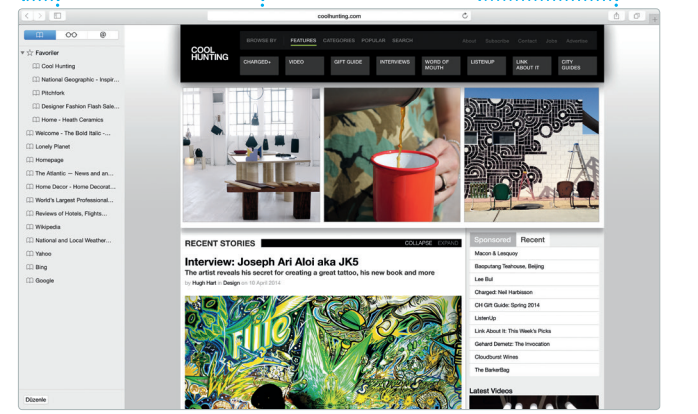 coolhunting.com
@
Favoriler
Cool Hunting
National Geographic - Inspir...
Pitchfork
Designer Fashion Flash Sale...
Home - Heath Ceramics
Welcome - The Bold Italic -...
Lonely Planet
Homepage
The Atlantic — News and an...
Home Decor - Home Decorat...
World's Largest Professional...
Reviews of Hotels, Flights...
Wikipedia
National and Local Weather...
Yahoo
Bing
Google
Düzenle
COOL
HUNTING
BROWSE BY FEATURES CATEGORIES POPULAR SEARCH
About Subscribe Contact Jobs Advertise
CHARGED+ VIDEO GIFT GUIDE INTERVIEWS WORD OF MOUTH LISTENUP LINK ABOUT IT CITY GUIDES
RECENT STORIES COLLAPSE EXPAND
Interview: Joseph Ari Aloi aka JK5
The artist reveals his secret for creating a great tattoo, his new book and more
by Hugh Hart in Design on 16 April 2014
Sponsored Recent
Macon & Lesquoy
Baoputang Teahouse, Beijing
Lee Bul
Charged: Neil Harbisson
CH Gift Guide: Spring 2014
ListenUp
Link About It: This Week's Picks
Gehard Demetz: The Invocation
Cloudburst Wines
The BarkerBag
Latest Videos